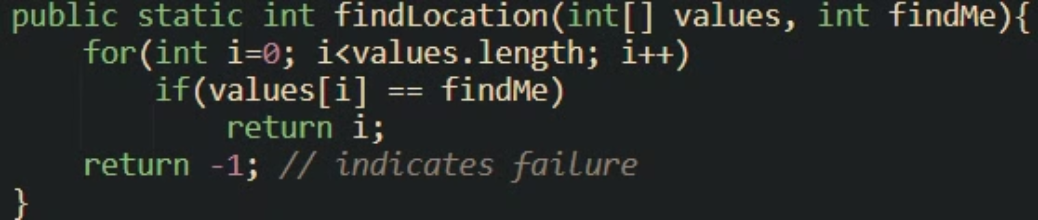 public static int findLocation(int[] values, int findMe){
for(int i=0; i<values.length; i++)
if(values[i] == findMe)
return i;
return -1; // indicates failure
}